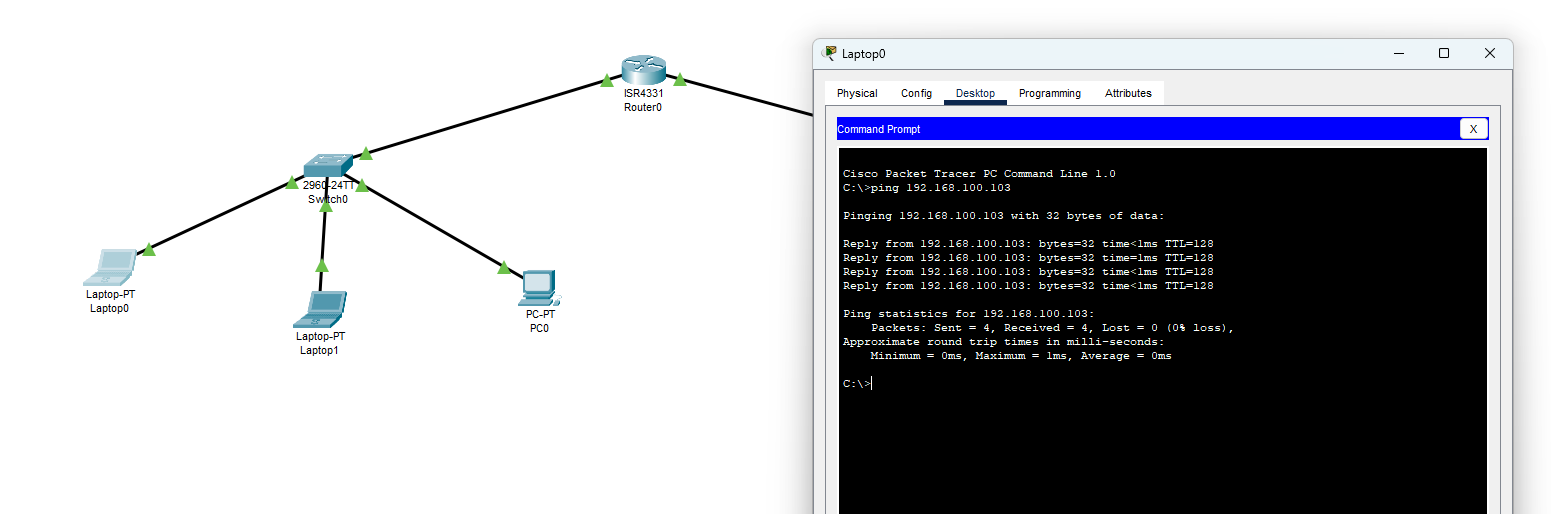 ISR4331
Router0
2960-24TT
Switch0
Laptop-PT
Laptop0
Laptop-PT
Laptop1
PC-PT
PC0
Laptop0
Physical Config Desktop Programming Attributes
Command Prompt
X
Cisco Packet Tracer PC Command Line 1.0
C:\>ping 192.168.100.103
Pinging 192.168.100.103 with 32 bytes of data:
Reply from 192.168.100.103: bytes=32 time<1ms TTL=128
Reply from 192.168.100.103: bytes=32 time=1ms TTL=128
Reply from 192.168.100.103: bytes=32 time<1ms TTL=128
Reply from 192.168.100.103: bytes=32 time<1ms TTL=128
Ping statistics for 192.168.100.103:
Packets: Sent = 4, Received = 4, Lost = 0 (0% loss),
Approximate round trip times in milli-seconds:
Minimum = 0ms, Maximum = 1ms, Average = 0ms
C:\>